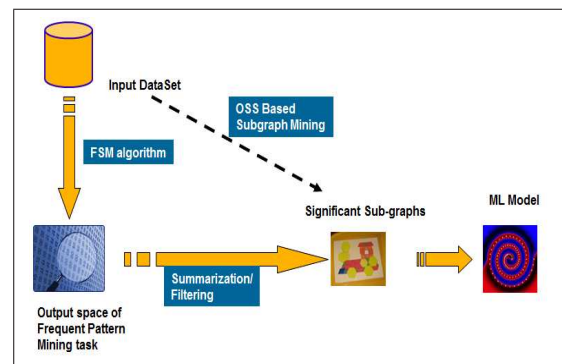 Input DataSet
OSS Based
Subgraph Mining
FSM algorithm
Significant Sub-graphs
ML Model
Summarization/
Filtering
Output space of
Frequent Pattern
Mining task